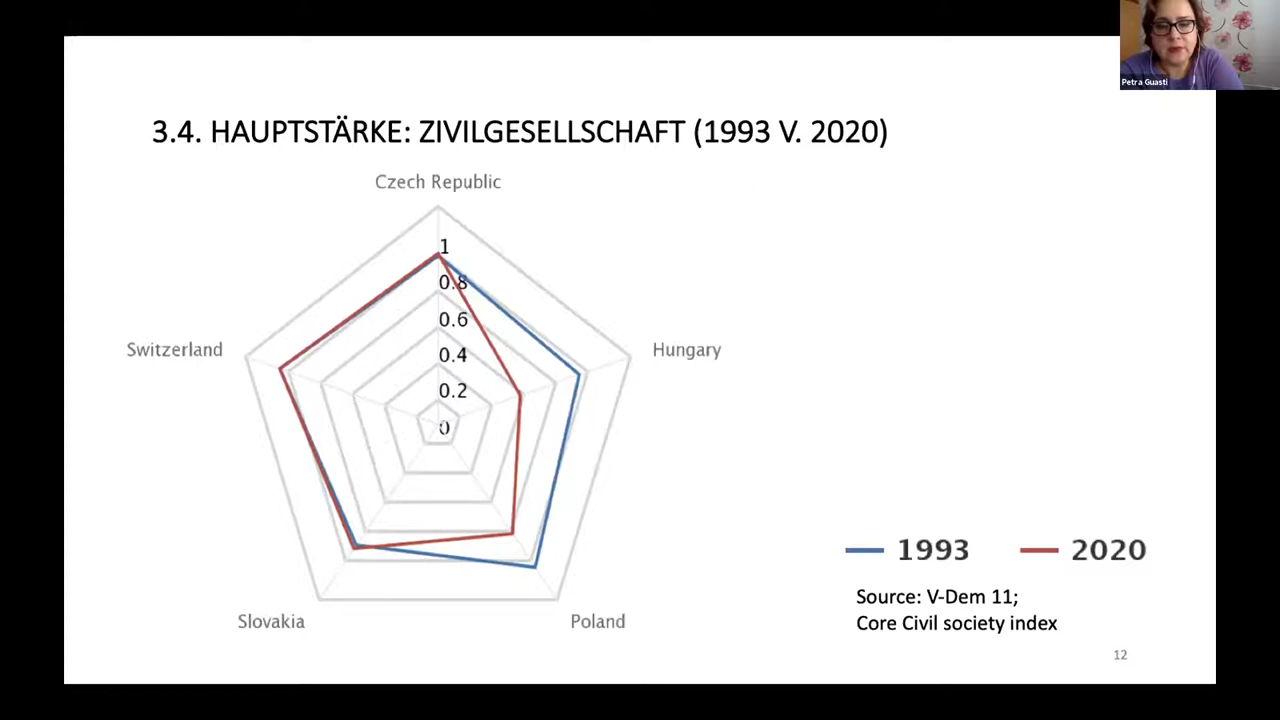 Petra Guasti
3.4. HAUPTSTÄRKE: ZIVILGESELLSCHAFT (1993 V. 2020)
Czech Republic
1
0.8
0.6
Switzerland
Hungary
0.4
0.2
0
1993
2020
Source: V-Dem 11;
Core Civil society index
Slovakia
Poland
12